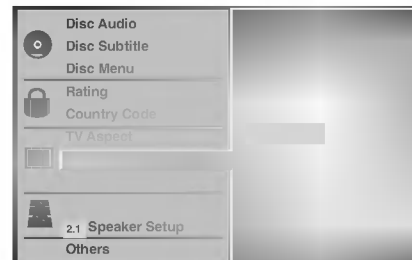 Disc Audio
Disc Subtitle
Disc Menu
Rating
Country Code
TV Aspect
2.1 Speaker Setup
Others